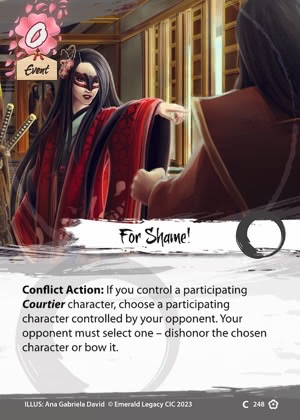 0
Event
For Shame!
Conflict Action: If you control a participating
Courtier character, choose a participating
character controlled by your opponent. Your
opponent must select one – dishonor the chosen
character or bow it.
ILLUS: Ana Gabriela David © Emerald Legacy CIC 2023
C 248